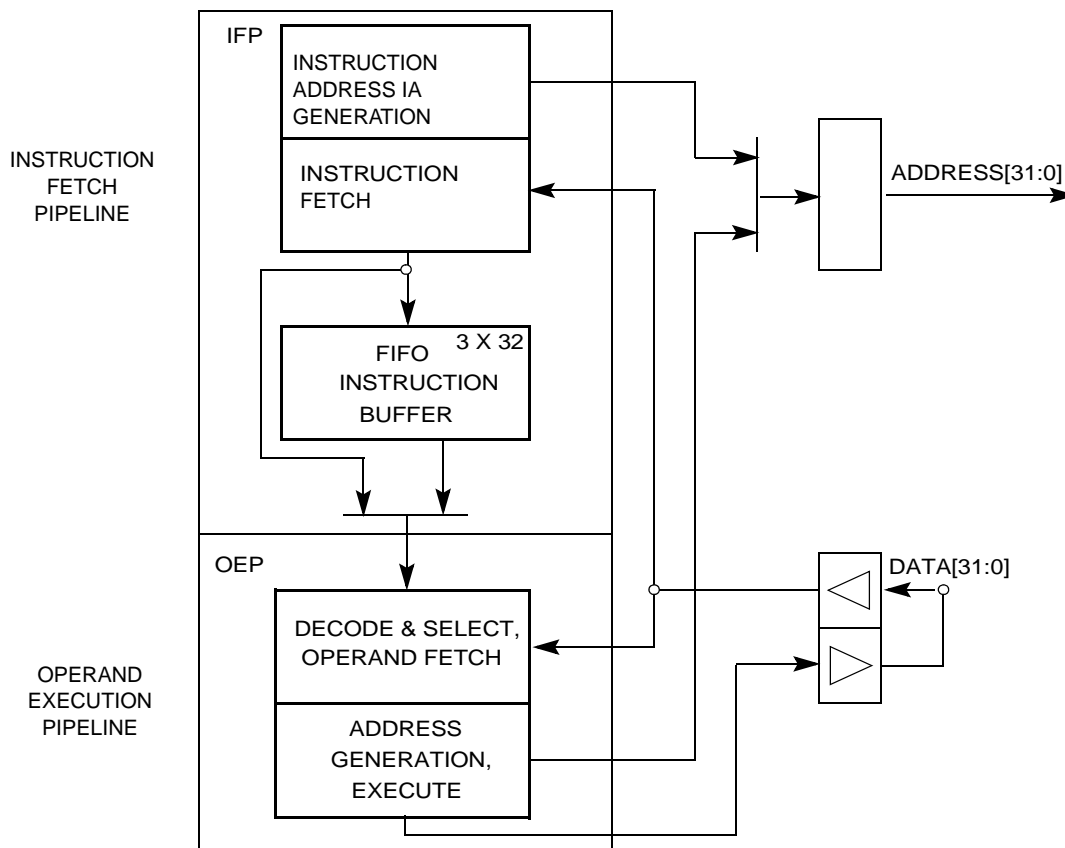 IFP
INSTRUCTION
ADDRESS IA
GENERATION
INSTRUCTION
FETCH
PIPELINE
INSTRUCTION
FETCH
ADDRESS[31:0]
3 X 32
FIFO
INSTRUCTION
BUFFER
OEP
DATA[31:0]
DECODE & SELECT,
OPERAND FETCH
OPERAND
EXECUTION
PIPELINE
ADDRESS
GENERATION,
EXECUTE